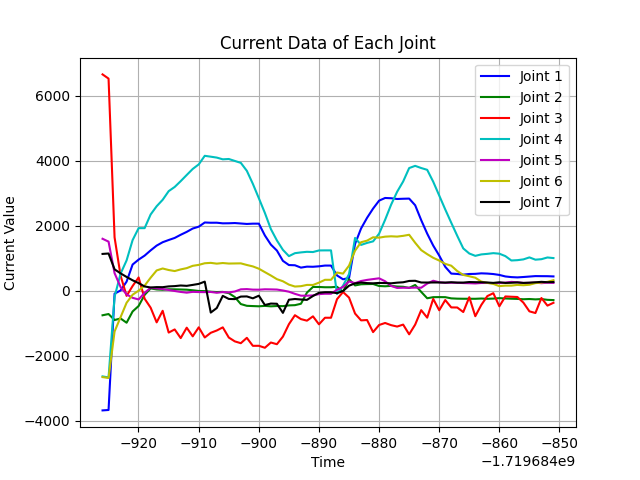 Current Data of Each Joint
Current Value
6000
4000
2000
0
−2000
−4000
Joint 1
Joint 2
Joint 3
Joint 4
Joint 5
Joint 6
Joint 7
−920 −910 −900 −890 −880 −870 −860 −850
Time
−1.719684e9